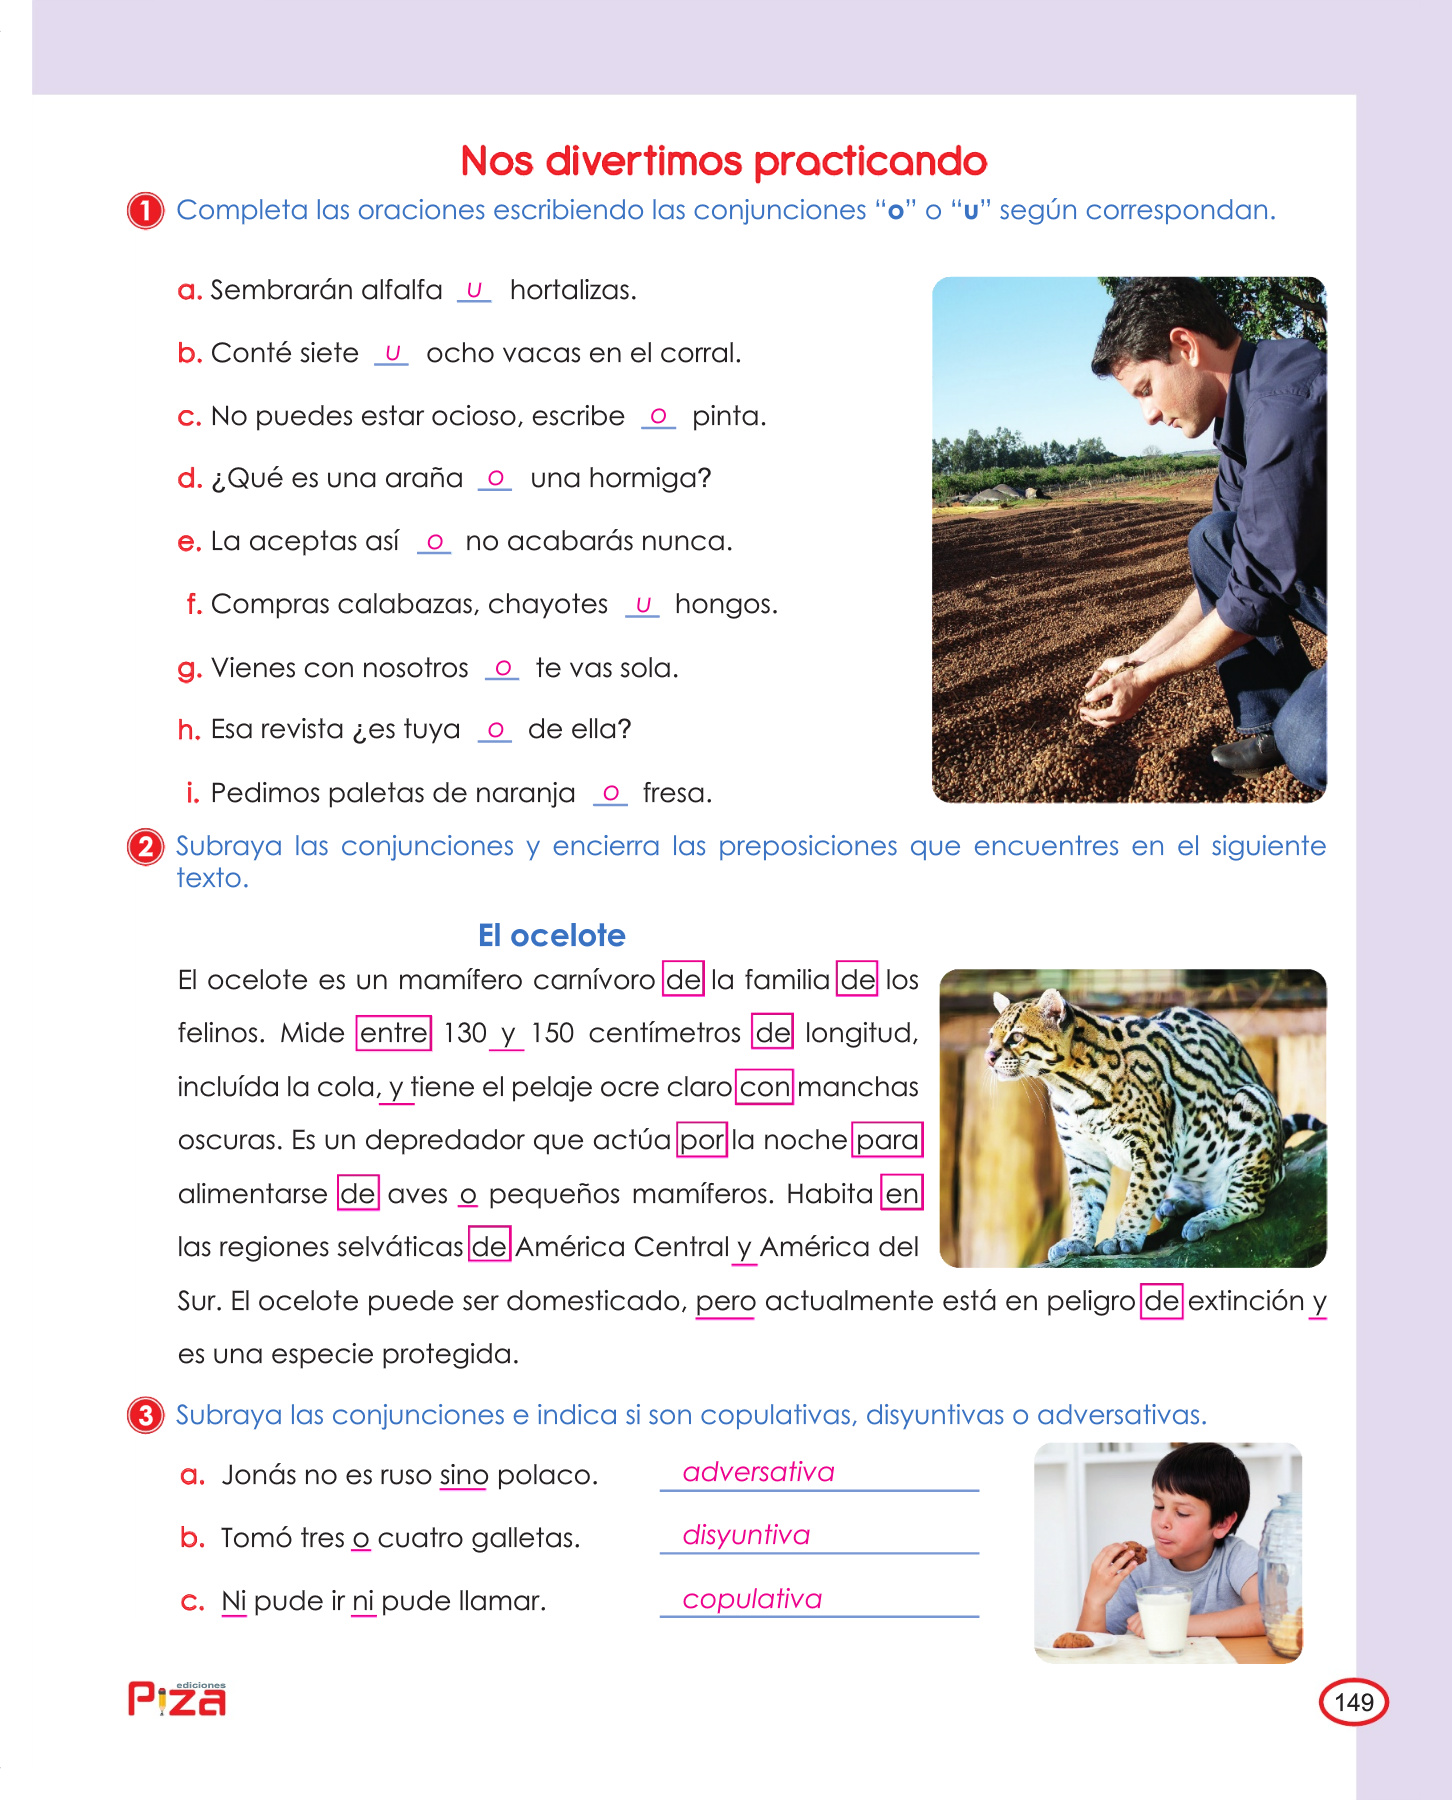 Nos divertimos practicando
1 Completa las oraciones escribiendo las conjunciones “o” o “u” según correspondan.
a. Sembrarán alfalfa u hortalizas.
b. Conté siete u ocho vacas en el corral.
c. No puedes estar ocioso, escribe o pinta.
d. ¿Qué es una araña o una hormiga?
e. La aceptas así o no acabarás nunca.
f. Compras calabazas, chayotes u hongos.
g. Vienes con nosotros o te vas sola.
h. Esa revista ¿es tuya o de ella?
i. Pedimos paletas de naranja o fresa.
2 Subraya las conjunciones y encierra las preposiciones que encuentres en el siguiente
texto.
El ocelote
El ocelote es un mamífero carnívoro de la familia de los
felinos. Mide entre 130 y 150 centímetros de longitud,
incluída la cola, y tiene el pelaje ocre claro con manchas
oscuras. Es un depredador que actúa por la noche para
alimentarse de aves o pequeños mamíferos. Habita en
las regiones selváticas de América Central y América del
Sur. El ocelote puede ser domesticado, pero actualmente está en peligro de extinción y
es una especie protegida.
3 Subraya las conjunciones e indica si son copulativas, disyuntivas o adversativas.
a. Jonás no es ruso sino polaco. adversativa
b. Tomó tres o cuatro galletas. disyuntiva
c. Ni pude ir ni pude llamar. copulativa
ediciones
Piza
149